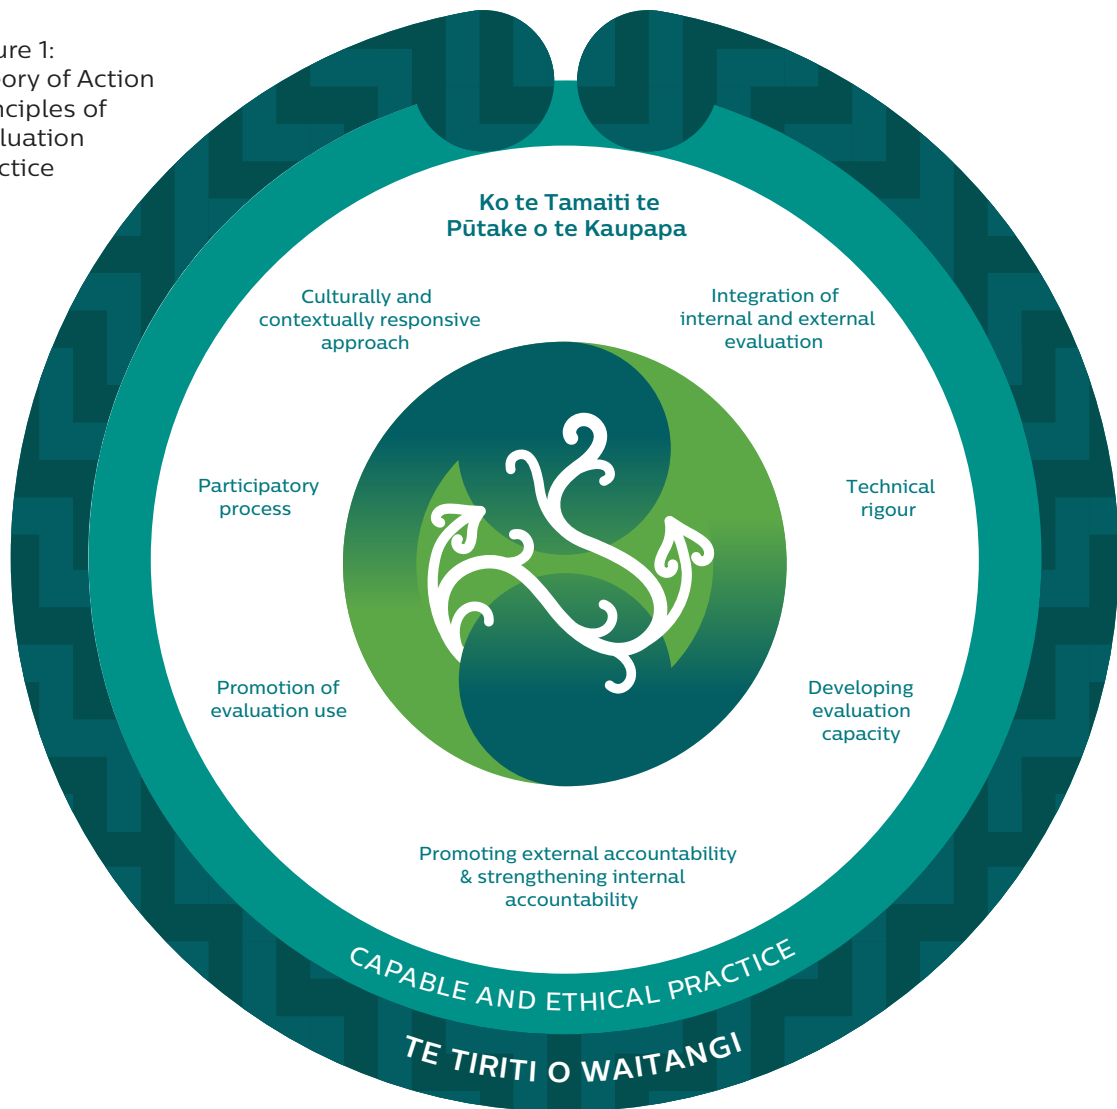 ure 1:
ory of Action
nciples of
luation
ctice
Ko te Tamaiti te
Pūtake o te Kaupapa
Culturally and
contextually responsive
approach
Integration of
internal and external
evaluation
Participatory
process
Technical
rigour
Promotion of
evaluation use
Developing
evaluation
capacity
Promoting external accountability
& strengthening internal
accountability
CAPABLE AND ETHICAL PRACTICE
TE TIRITI O WAITANGI